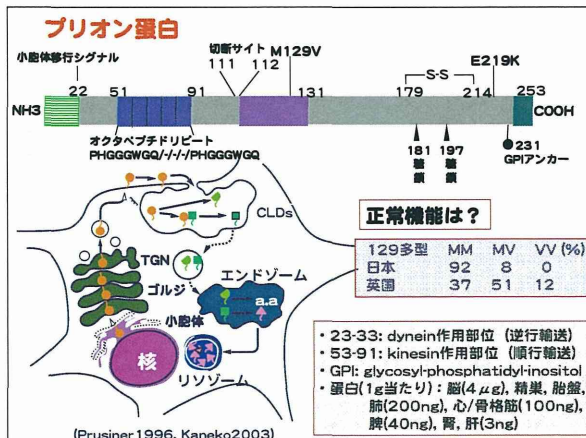 プリオン蛋白
小胞体移行シグナル
切断サイト M129V
111 112
E219K
22 51 91 131 179 S-S 214 253
NH3
COOH
オクタペプチドリピート
PHGGGWGQ/-/-/-/PHGGGWGQ
181
糖鎖
197
糖鎖
231
GPIアンカー
CLDs
TGN
ゴルジ
エンドゾーム
a.a
小胞体
核
リソゾーム
(Prusiner1996, Kaneko2003)
正常機能は?
129多型 MM MV VV (%)
日本 92 8 0
英国 37 51 12
・23-33: dynein作用部位 (逆行輸送)
・53-91: kinesin作用部位 (順行輸送)
・GPI: glycosyl-phosphatidyl-inositol
・蛋白(1g当たり) : 脳(4μg), 精巣, 胎盤,
肺(200ng), 心/骨格筋(100ng),
脾(40ng), 腎, 肝(3ng)